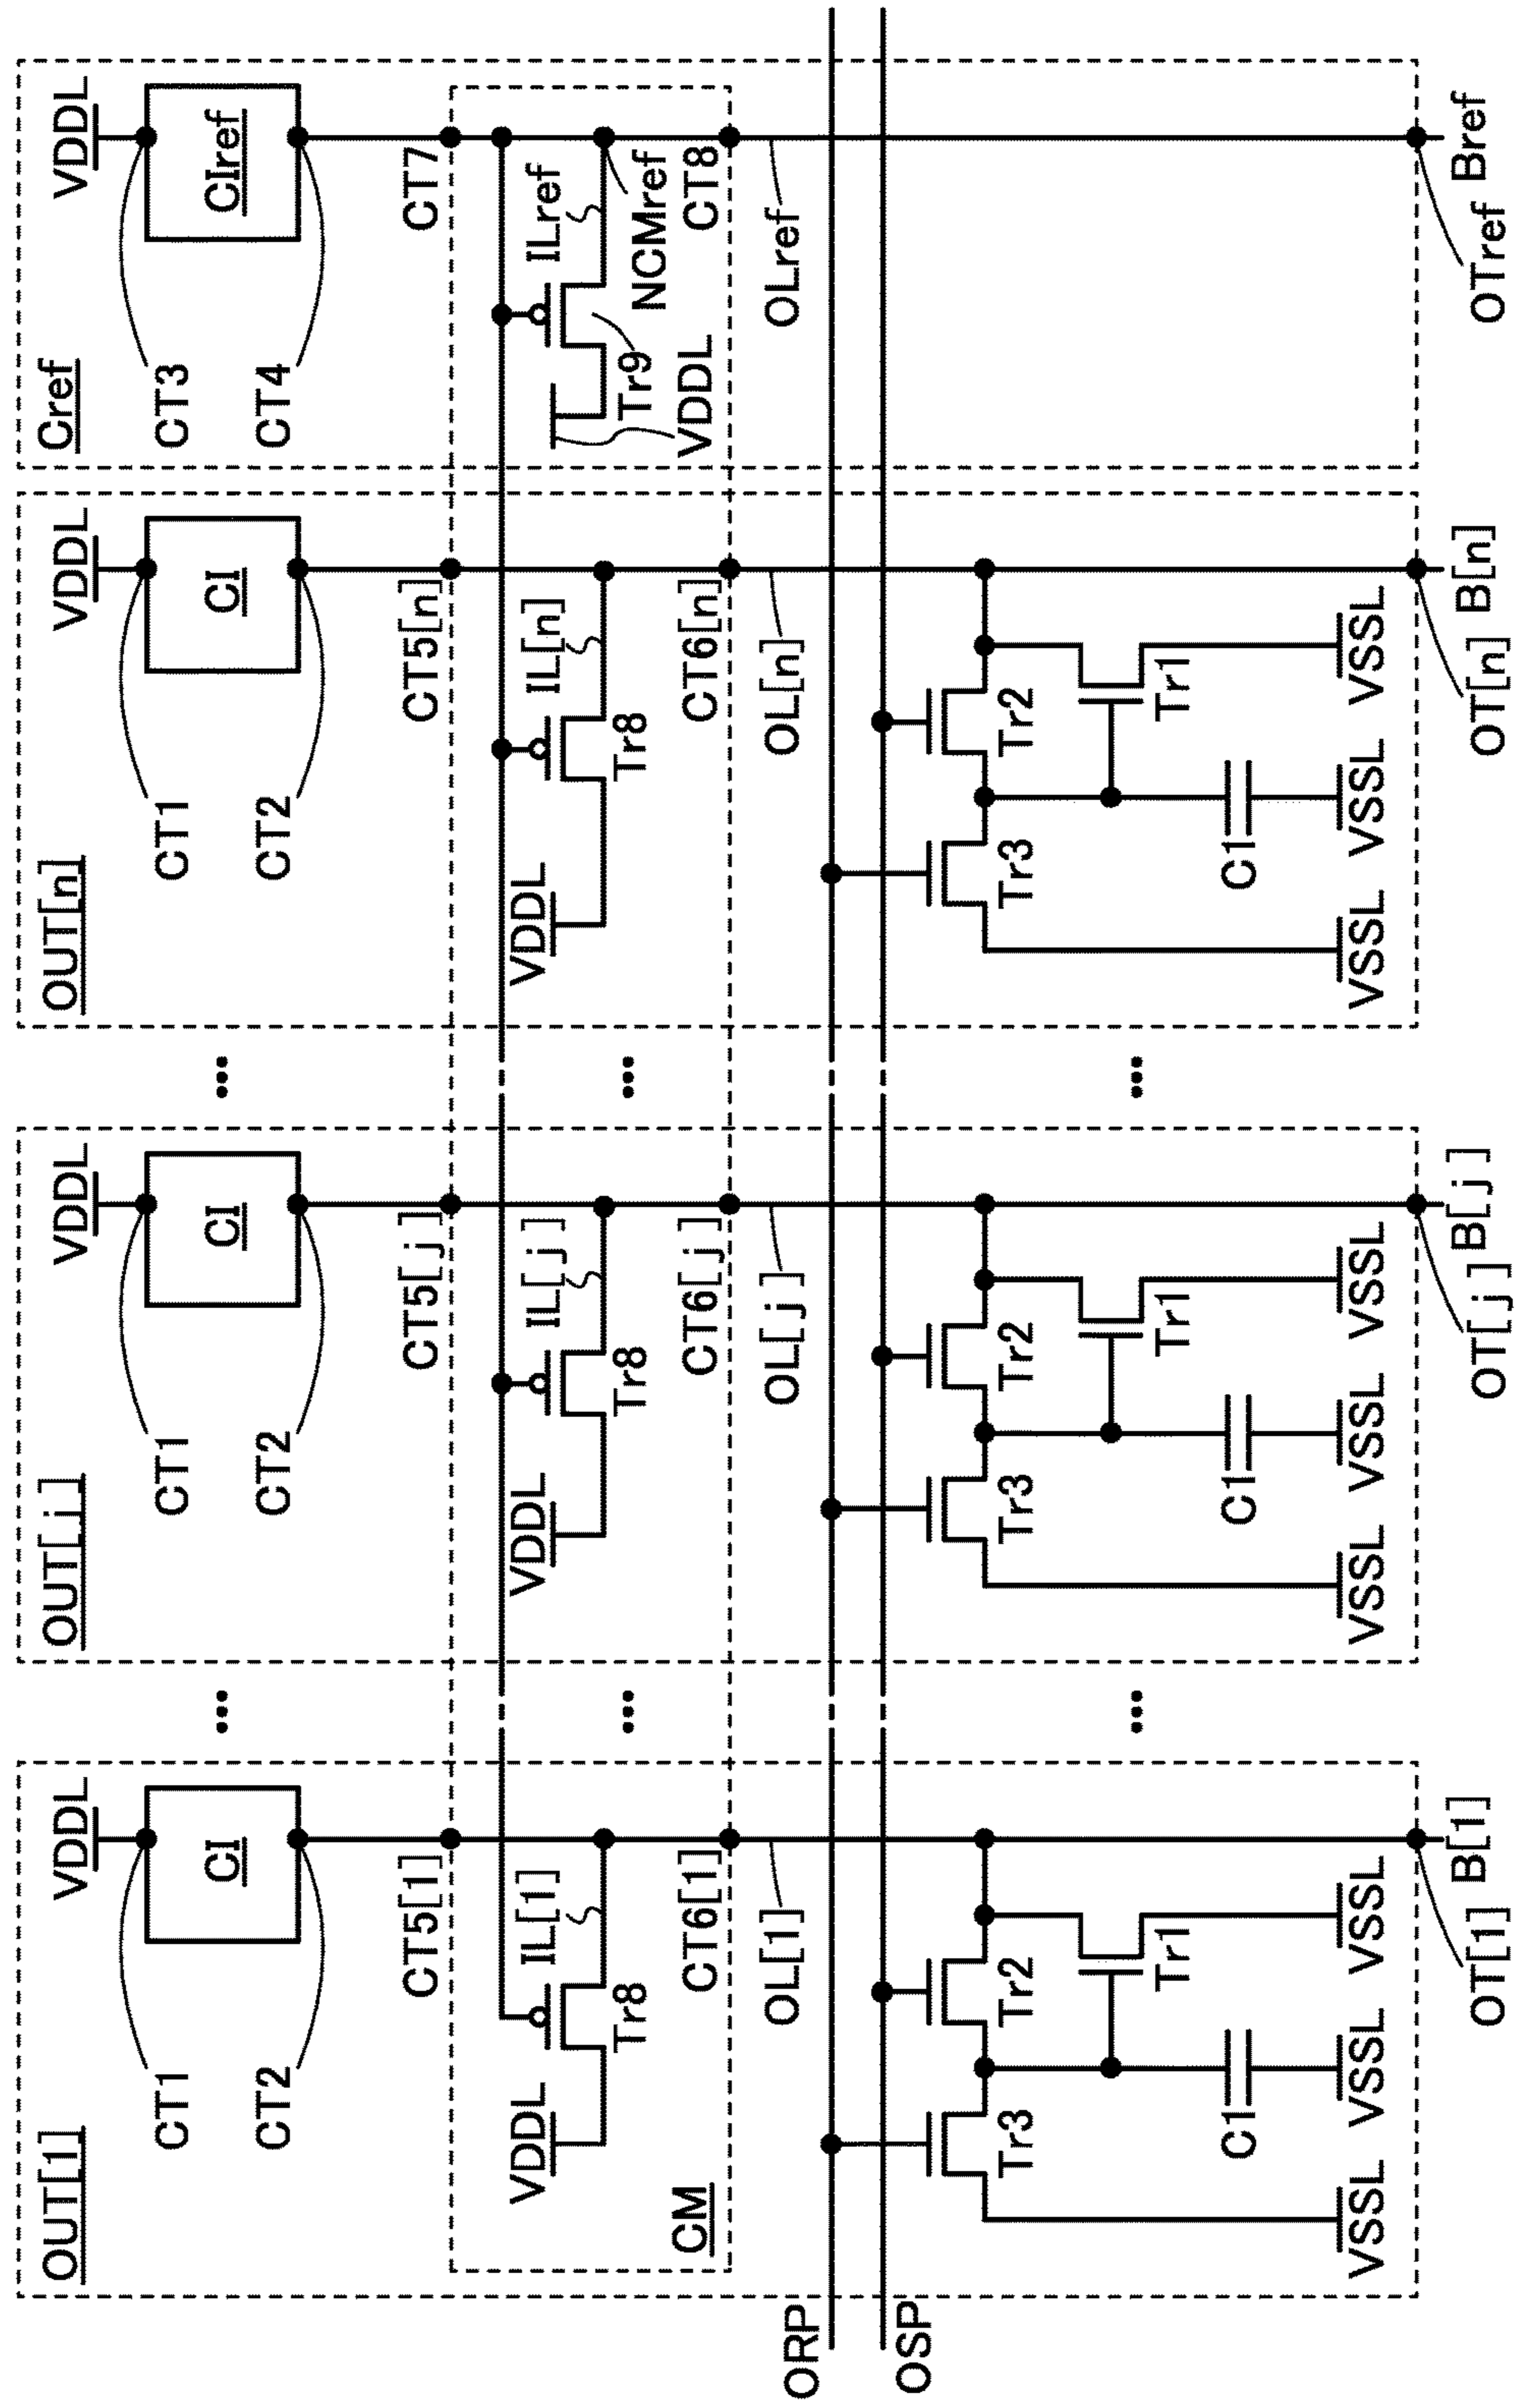 OUT[1]
VDDL
CI
CT1
CT2
CT5[1]
IL[1]
Tr8
VDDL
CM
CT6[1]
OL[1]
ORP
OSP
Tr3
Tr2
Tr1
C1
VSSL
VSSL
VSSL
OT[1]
B[1]
...
...
...
OUT[j]
VDDL
CI
CT1
CT2
CT5[j]
IL[j]
Tr8
VDDL
CT6[j]
OL[j]
Tr3
Tr2
Tr1
C1
VSSL
VSSL
VSSL
OT[j]
B[j]
...
...
...
OUT[n]
VDDL
CI
CT1
CT2
CT5[n]
IL[n]
Tr8
VDDL
CT6[n]
OL[n]
Tr3
Tr2
Tr1
C1
VSSL
VSSL
VSSL
OT[n]
B[n]
Cref
VDDL
CIref
CT3
CT4
CT7
ILref
Tr9
NCMref
VDDL
CT8
OLref
OTref
Bref